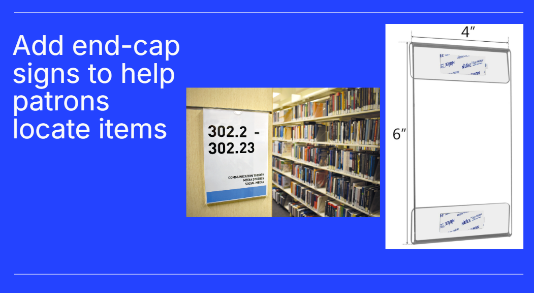 Add end-cap
signs to help
patrons
locate items
302.2 -
302.23
4"
6"